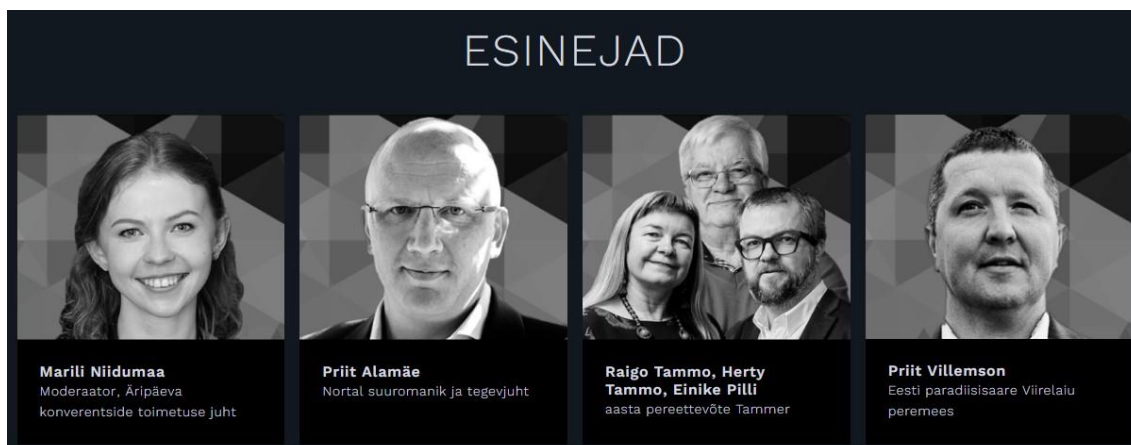 ESINEJAD
Marili Niidumaa
Moderaator, Äripäeva
konverentside toimetuse juht
Priit Alamäe
Nortal suuromanik ja tegevjuht
Raigo Tammo, Herty
Tammo, Einike Pilli
aasta pereettevõte Tammer
Priit Villemson
Eesti paradiisisaare Viirelaiu
peremees